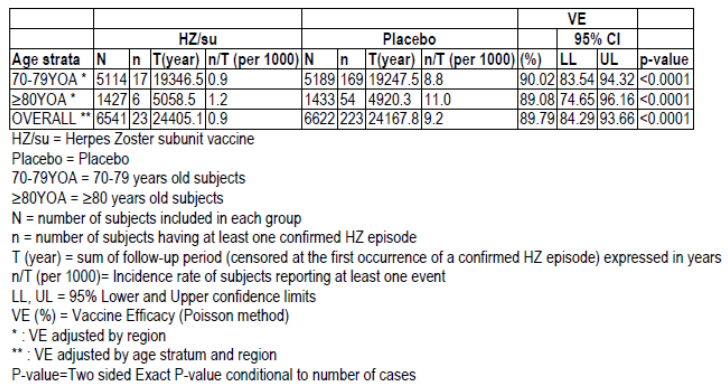 VE
HZ/su Placebo 95% CI
Age strata N n T(year) n/T (per 1000) N n T(year) n/T (per 1000) (%) LL UL p-value
70-79YOA * 5114 17 19346.5 0.9 5189 169 19247.5 8.8 90.02 83.54 94.32 <0.0001
≥80YOA * 1427 6 5058.5 1.2 1433 54 4920.3 11.0 89.08 74.65 96.16 <0.0001
OVERALL ** 6541 23 24405.1 0.9 6622 223 24167.8 9.2 89.79 84.29 93.66 <0.0001
HZ/su = Herpes Zoster subunit vaccine
Placebo = Placebo
70-79YOA = 70-79 years old subjects
≥80YOA = ≥80 years old subjects
N = number of subjects included in each group
n = number of subjects having at least one confirmed HZ episode
T (year) = sum of follow-up period (censored at the first occurrence of a confirmed HZ episode) expressed in years
n/T (per 1000)= Incidence rate of subjects reporting at least one event
LL, UL = 95% Lower and Upper confidence limits
VE (%) = Vaccine Efficacy (Poisson method)
* : VE adjusted by region
** : VE adjusted by age stratum and region
P-value=Two sided Exact P-value conditional to number of cases